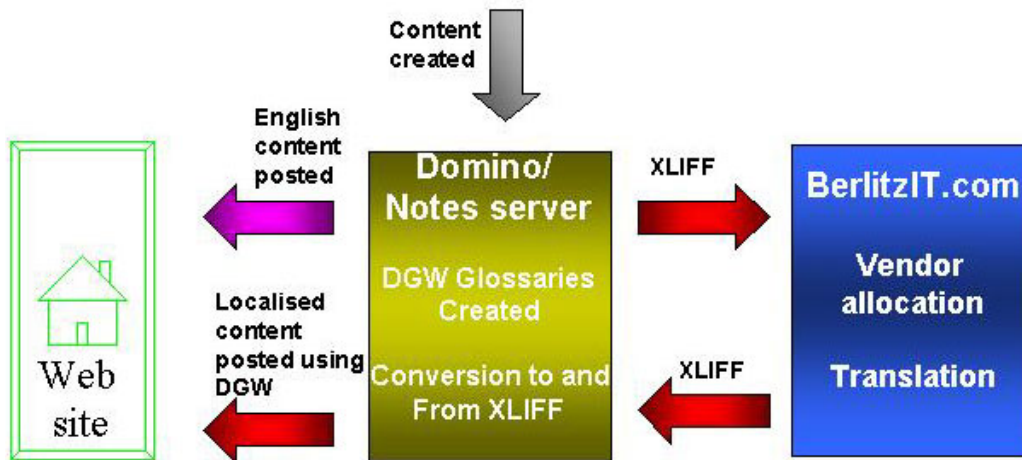 Content
created
English
content
posted
Domino/
Notes server
DGW Glossaries
Created
Conversion to and
From XLIFF
XLIFF
BerlitzIT.com
Vendor
allocation
Translation
Localised
content
posted using
DGW
XLIFF
Web
site